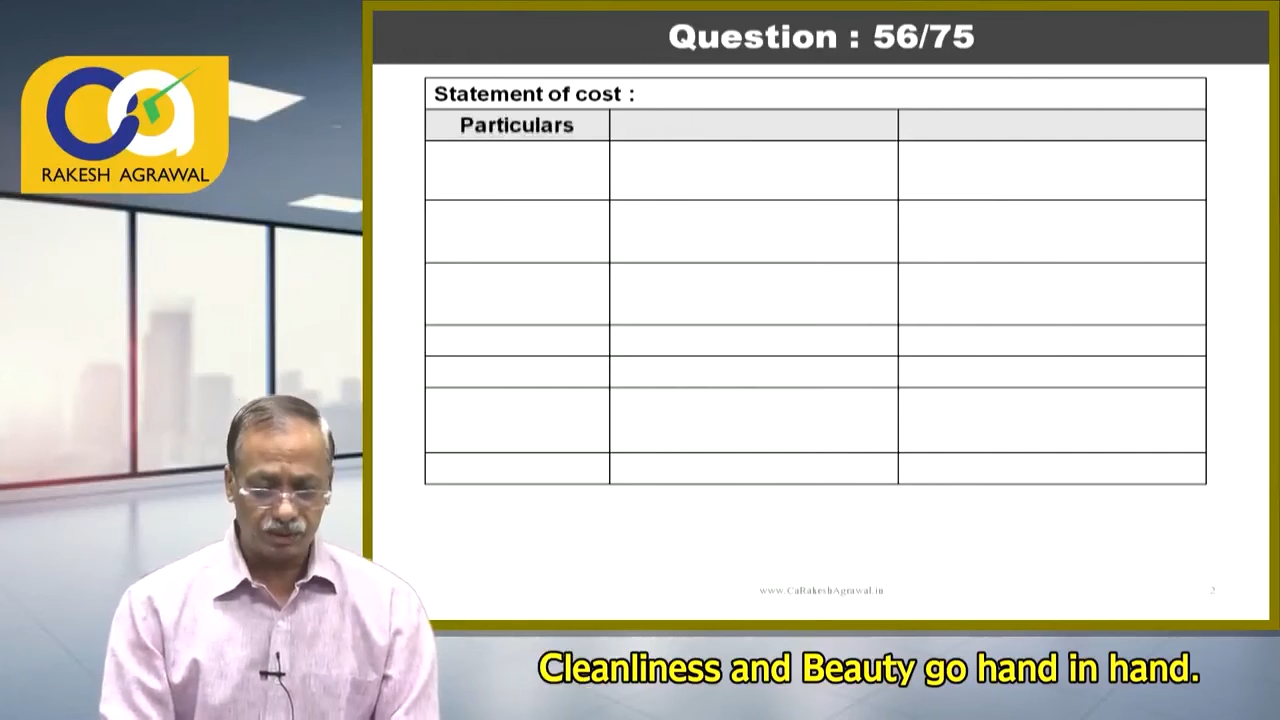 Question : 56/75
RAKESH AGRAWAL
Statement of cost :
Particulars
www.CaRakeshAgrawal.in
2
Cleanliness and Beauty go hand in hand.